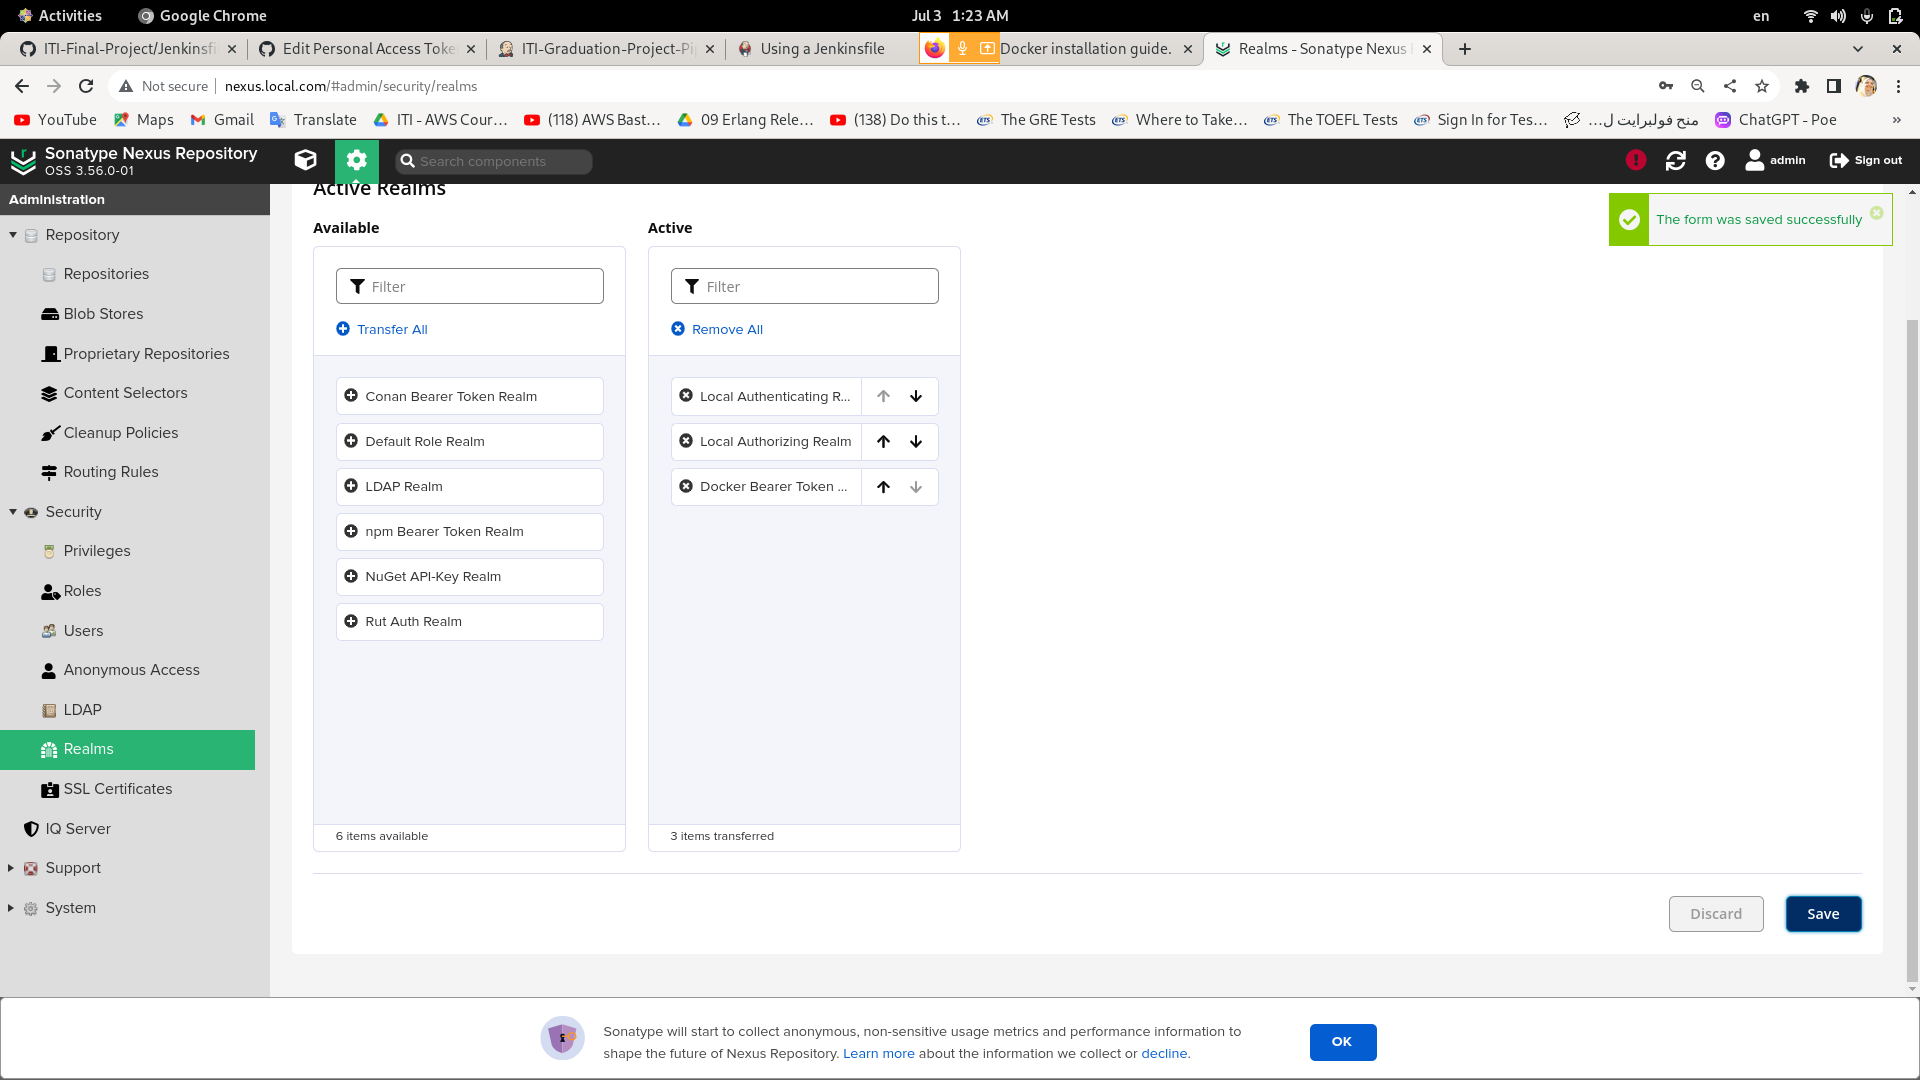 Activities
Google Chrome
Jul 3 1:23 AM
en
ITI-Final-Project/Jenkinsfi
Edit Personal Access Toke
ITI-Graduation-Project-Pi
Using a Jenkinsfile
Docker installation guide.
Realms - Sonatype Nexus
Not secure
nexus.local.com/#admin/security/realms
YouTube
Maps
Gmail
Translate
ITI - AWS Cour...
(118) AWS Bast...
09 Erlang Rele...
(138) Do this t...
The GRE Tests
Where to Take...
The TOEFL Tests
Sign In for Tes...
منح فولبرايت ل...
ChatGPT - Poe
»
Sonatype Nexus Repository
OSS 3.56.0-01
Search components
admin
Sign out
Administration
Repository
Repositories
Blob Stores
Proprietary Repositories
Content Selectors
Cleanup Policies
Routing Rules
Security
Privileges
Roles
Users
Anonymous Access
LDAP
Realms
SSL Certificates
IQ Server
Support
System
Active Realms
The form was saved successfully
Available
Filter
Transfer All
Conan Bearer Token Realm
Default Role Realm
LDAP Realm
npm Bearer Token Realm
NuGet API-Key Realm
Rut Auth Realm
6 items available
Active
Filter
Remove All
Local Authenticating R...
Local Authorizing Realm
Docker Bearer Token ...
3 items transferred
Discard
Save
Sonatype will start to collect anonymous, non-sensitive usage metrics and performance information to
shape the future of Nexus Repository. Learn more about the information we collect or decline.
OK